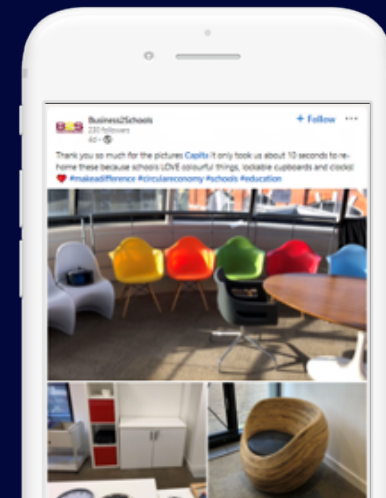 Business2Schools
230 followers
4d •
+ Follow •••
Thank you so much for the pictures Capita it only took us about 10 seconds to re-
home these because schools LOVE colourful things, lockable cupboards and clocks!
❤️ #makeadifference #circulareconomy #schools #education